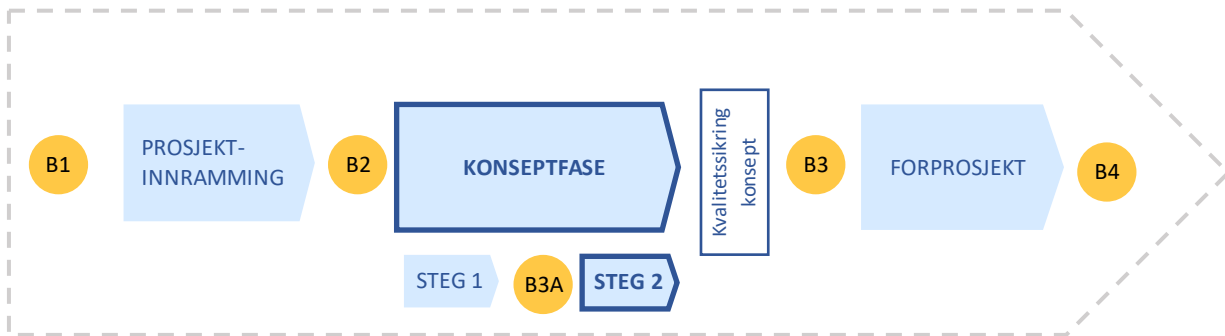 B1
PROSJEKT-
INNRAMMING
B2
KONSEPTFASE
Kvalitetssikring
konsept
B3
FORPROSJEKT
B4
STEG 1
B3A
STEG 2